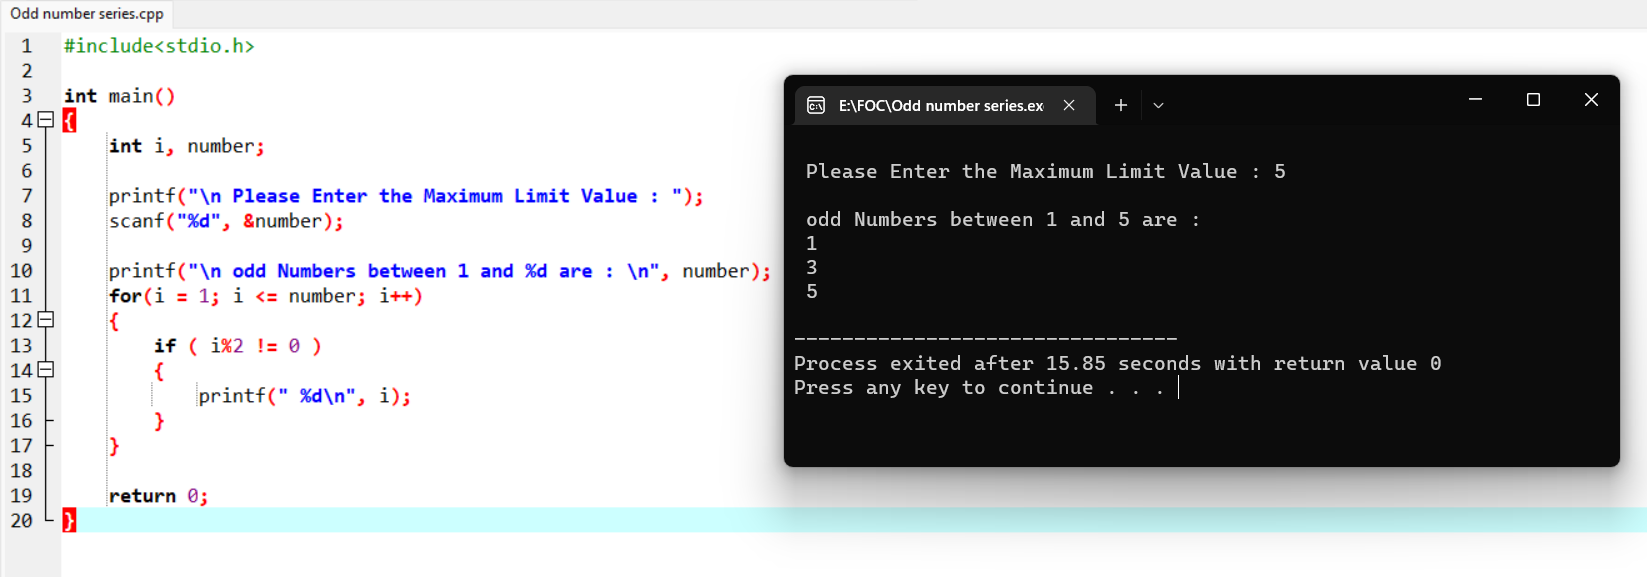 Odd number series.cpp
1 #include<stdio.h>
2
3 int main()
4 {
5 int i, number;
6
7 printf("\n Please Enter the Maximum Limit Value : ");
8 scanf("%d", &number);
9
10 printf("\n odd Numbers between 1 and %d are : \n", number);
11 for(i = 1; i <= number; i++)
12 {
13 if ( i%2 != 0 )
14 {
15 printf(" %d\n", i);
16 }
17 }
18
19 return 0;
20 }
E:\FOC\Odd number series.ex
Please Enter the Maximum Limit Value : 5
odd Numbers between 1 and 5 are :
1
3
5
--------------------------------
Process exited after 15.85 seconds with return value 0
Press any key to continue . . .